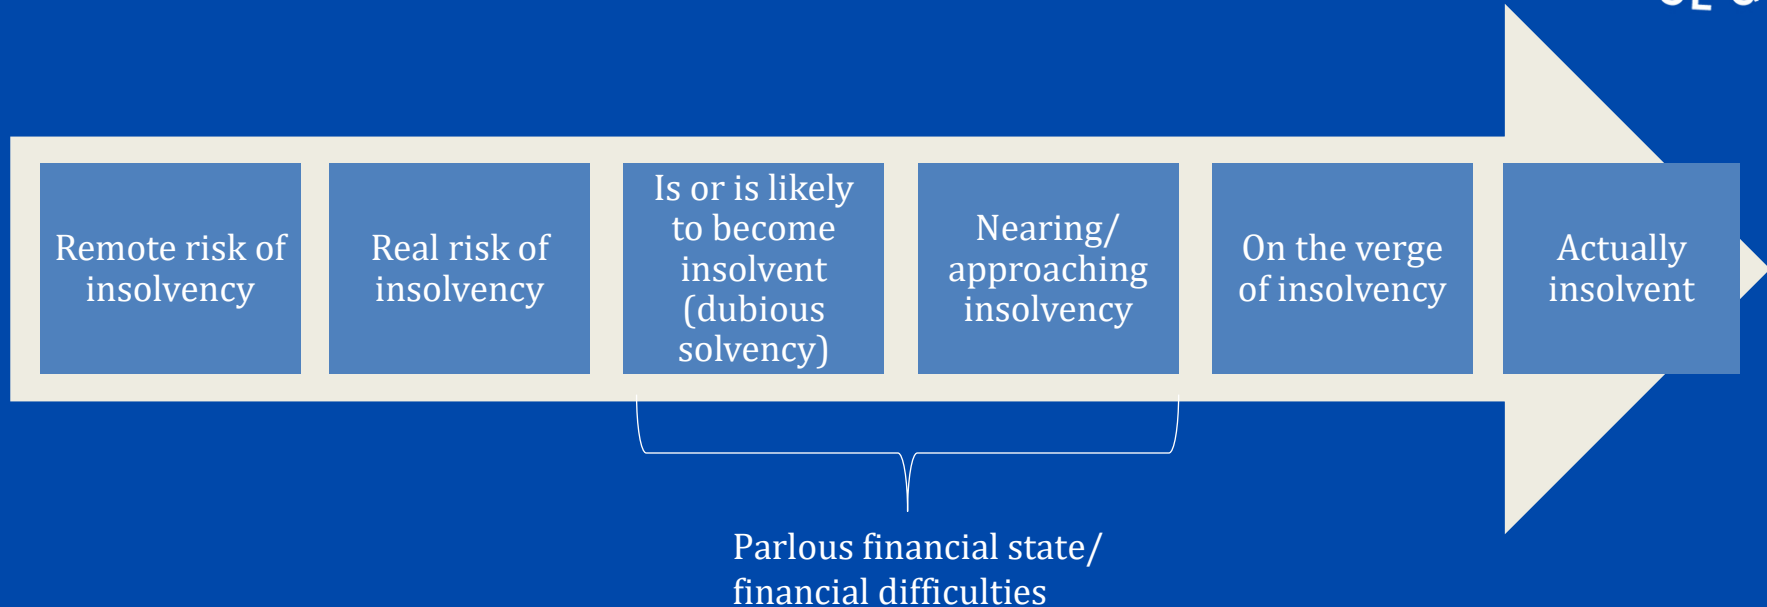 Remote risk of
insolvency
Real risk of
insolvency
Is or is likely
to become
insolvent
(dubious
solvency)
Nearing/
approaching
insolvency
On the verge
of insolvency
Actually
insolvent
Parlous financial state/
financial difficulties